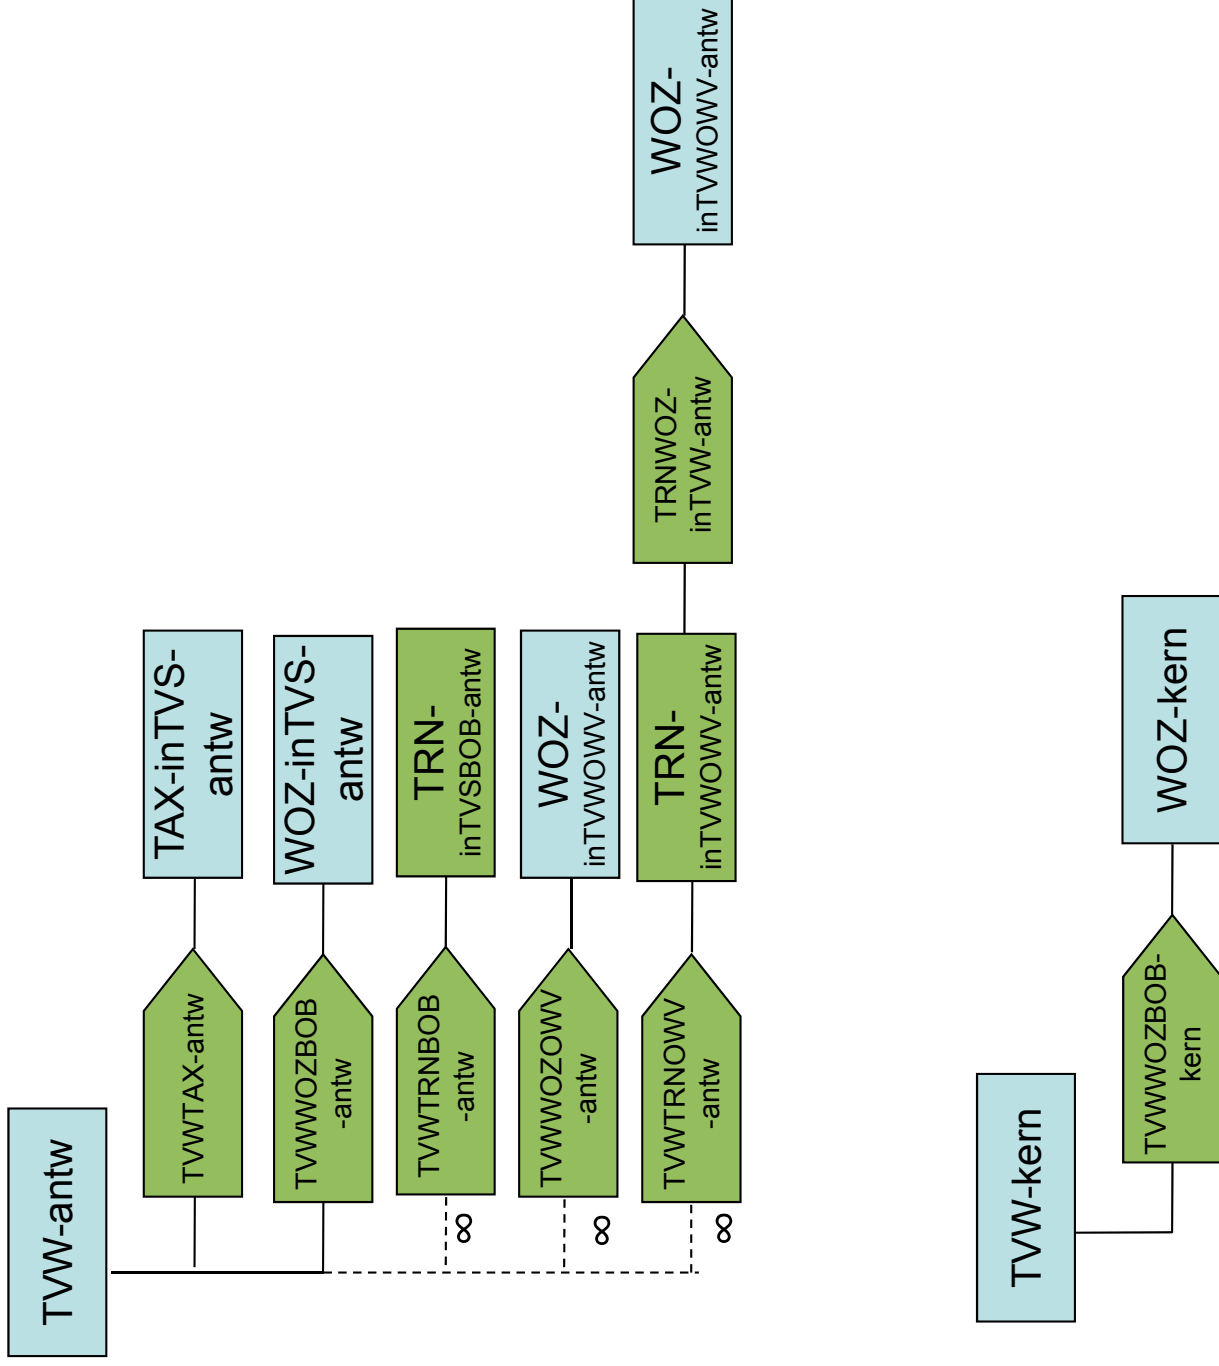 TVW-antw
TVWTAX-antw
TAX-inTVS-
antw
TVWWOZBOB
-antw
WOZ-inTVS-
antw
∞
TVWTRNBOB
-antw
TRN-
inTVSBOB-antw
∞
TVWWOZOWV
-antw
WOZ-
inTVWOWV-antw
∞
TVWTRNOWV
-antw
TRN-
inTVWOWV-antw
TRNWOZ-
inTVW-antw
WOZ-
inTVWOWV-antw
TVW-kern
TVWWOZBOB-
kern
WOZ-kern